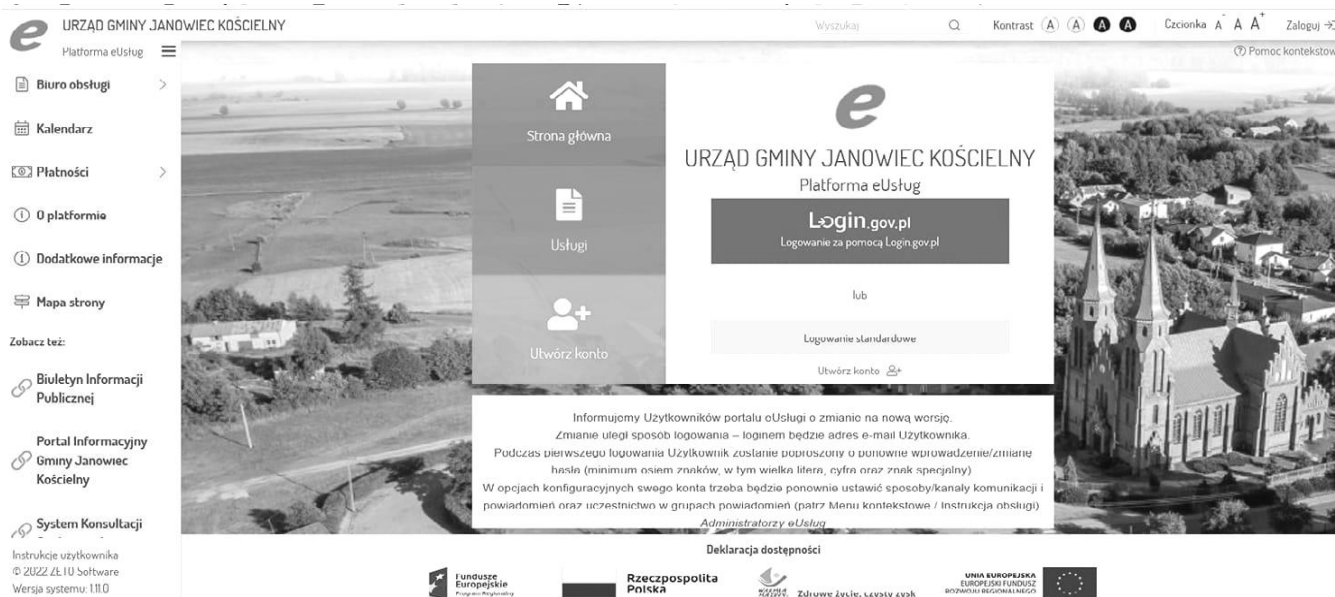 URZĄD GMINY JANOWIEC KOŚCIELNY
Platforma eUsług
Wyszukaj
Kontrast A A A A
Czcionka A- A A+
Zaloguj
Pomoc kontekstow
Biuro obsługi
Kalendarz
Płatności
O platformie
Dodatkowe informacje
Mapa strony
Zobacz też:
Biuletyn Informacji
Publicznej
Portal Informacyjny
Gminy Janowiec
Kościelny
System Konsultacji
Instrukcje użytkownika
© 2022 ZETO Software
Wersja systemu: 1.11.0
Strona główna
Usługi
Utwórz konto
e
URZĄD GMINY JANOWIEC KOŚCIELNY
Platforma eUsług
Login.gov.pl
Logowanie za pomocą Login.gov.pl
lub
Logowanie standardowe
Utwórz konto
Informujemy Użytkowników portalu eUsługi o zmianie na nową wersję.
Zmianie uległ sposób logowania – loginem będzie adres e-mail Użytkownika.
Podczas pierwszego logowania Użytkownik zostanie poproszony o ponowne wprowadzenie/zmianę
hasła (minimum osiem znaków, w tym wielka litera, cyfra oraz znak specjalny)
W opcjach konfiguracyjnych swego konta trzeba będzie ponownie ustawić sposoby/kanały komunikacji i
powiadomień oraz uczestnictwo w grupach powiadomień (patrz Menu kontekstowe / Instrukcja obsługi)
Administratorzy eUsług
Deklaracja dostępności
Fundusze
Europejskie
Program Regionalny
Rzeczpospolita
Polska
Zdrowe życie, czysty zysk
UNIA EUROPEJSKA
EUROPEJSKI FUNDUSZ
ROZWOJU REGIONALNEGO